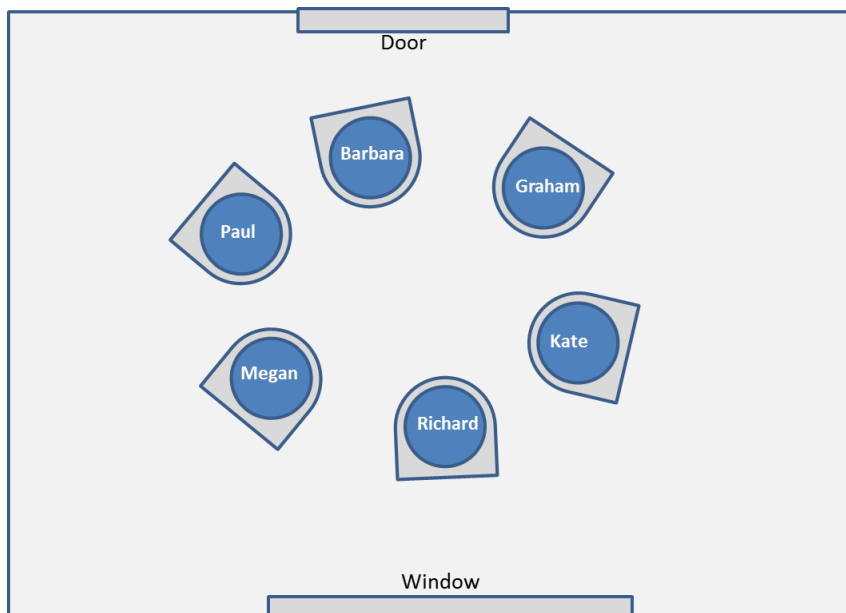 Door
Barbara
Graham
Paul
Kate
Megan
Richard
Window